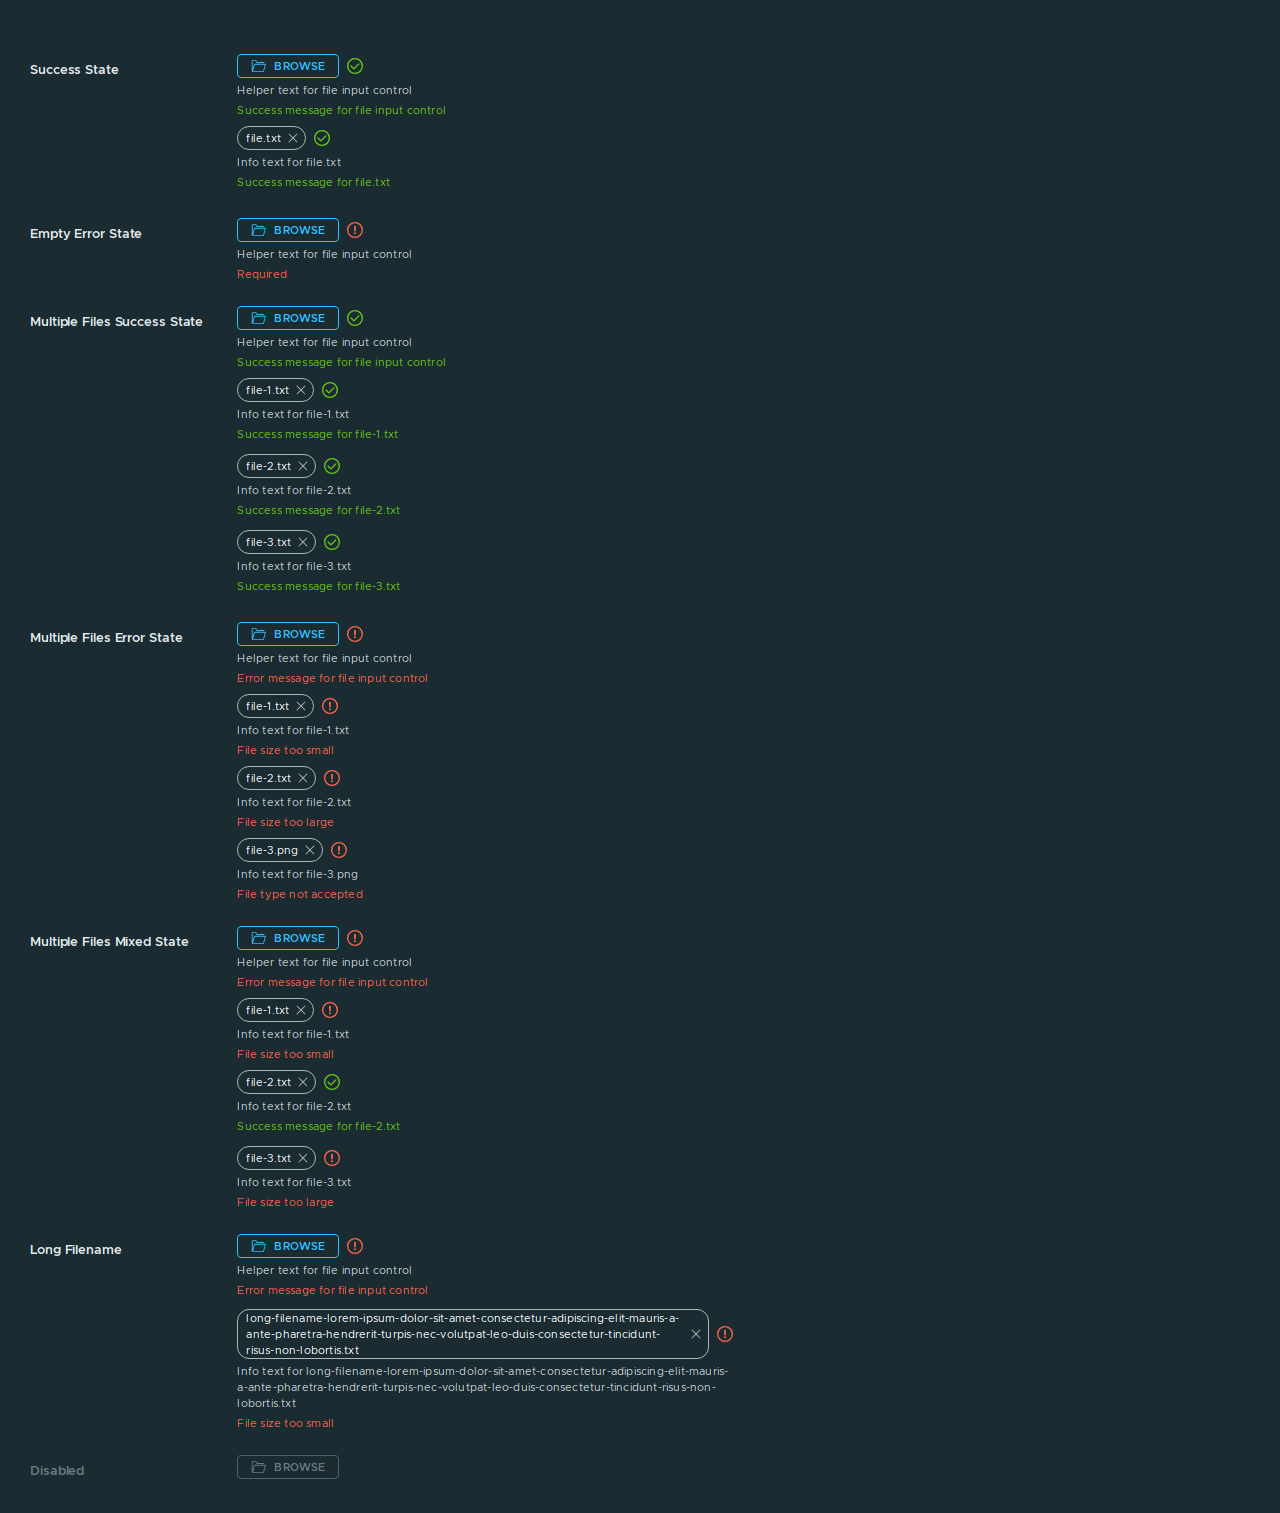 Success State
BROWSE
Helper text for file input control
Success message for file input control
file.txt
Info text for file.txt
Success message for file.txt
Empty Error State
BROWSE
Helper text for file input control
Required
Multiple Files Success State
BROWSE
Helper text for file input control
Success message for file input control
file-1.txt
Info text for file-1.txt
Success message for file-1.txt
file-2.txt
Info text for file-2.txt
Success message for file-2.txt
file-3.txt
Info text for file-3.txt
Success message for file-3.txt
Multiple Files Error State
BROWSE
Helper text for file input control
Error message for file input control
file-1.txt
Info text for file-1.txt
File size too small
file-2.txt
Info text for file-2.txt
File size too large
file-3.png
Info text for file-3.png
File type not accepted
Multiple Files Mixed State
BROWSE
Helper text for file input control
Error message for file input control
file-1.txt
Info text for file-1.txt
File size too small
file-2.txt
Info text for file-2.txt
Success message for file-2.txt
file-3.txt
Info text for file-3.txt
File size too large
Long Filename
BROWSE
Helper text for file input control
Error message for file input control
long-filename-lorem-ipsum-dolor-sit-amet-consectetur-adipiscing-elit-mauris-a-
ante-pharetra-hendrerit-turpis-nec-volutpat-leo-duis-consectetur-tincidunt-
risus-non-lobortis.txt
Info text for long-filename-lorem-ipsum-dolor-sit-amet-consectetur-adipiscing-elit-mauris-
a-ante-pharetra-hendrerit-turpis-nec-volutpat-leo-duis-consectetur-tincidunt-risus-non-
lobortis.txt
File size too small
Disabled
BROWSE